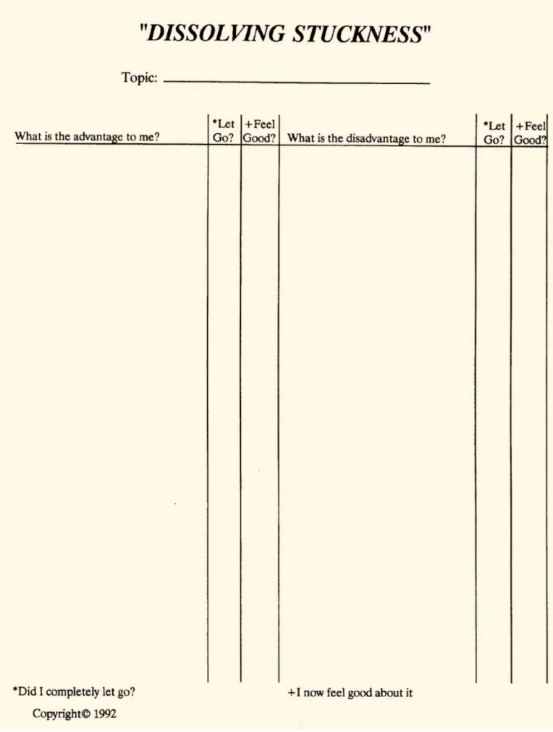 "DISSOLVING STUCKNESS"
Topic:
What is the advantage to me?
*Let Go?
+Feel Good?
What is the disadvantage to me?
*Let Go?
+Feel Good?
*Did I completely let go?
+I now feel good about it
Copyright© 1992